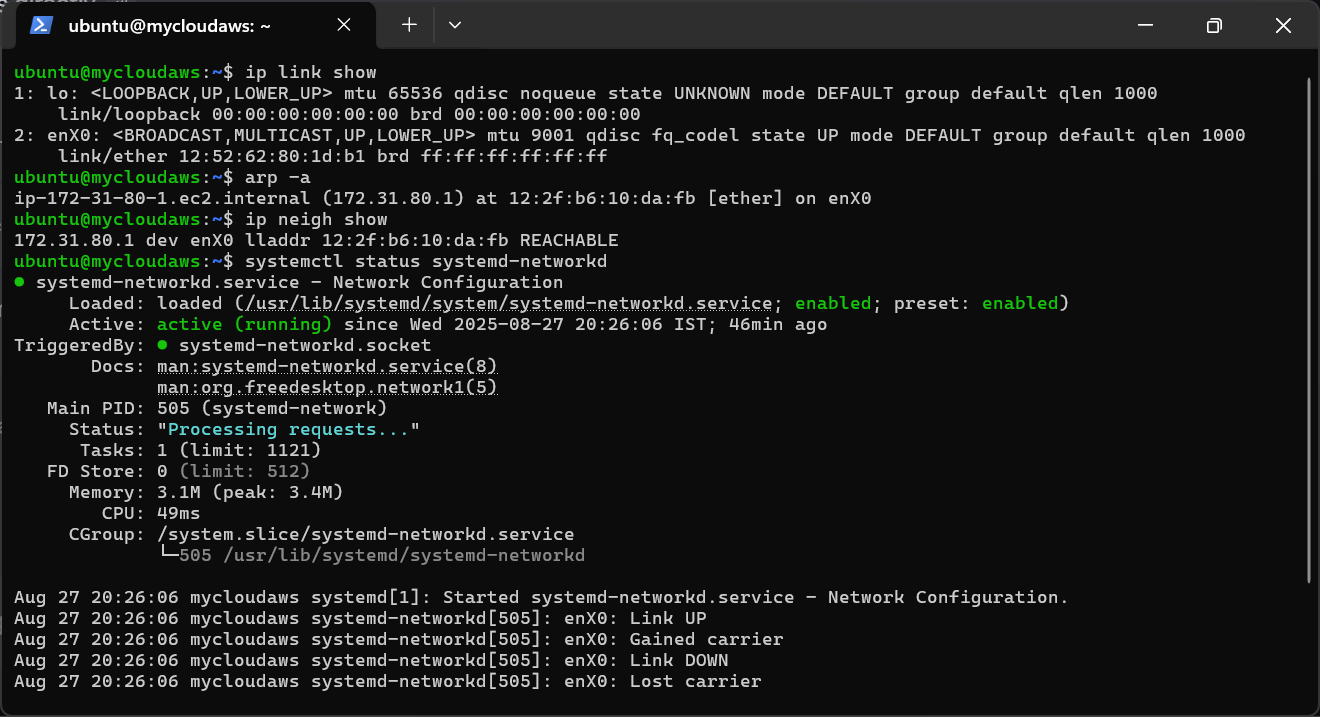 ubuntu@mycloudaws: ~
ubuntu@mycloudaws:~$ ip link show
1: lo: <LOOPBACK,UP,LOWER_UP> mtu 65536 qdisc noqueue state UNKNOWN mode DEFAULT group default qlen 1000
    link/loopback 00:00:00:00:00:00 brd 00:00:00:00:00:00
2: enX0: <BROADCAST,MULTICAST,UP,LOWER_UP> mtu 9001 qdisc fq_codel state UP mode DEFAULT group default qlen 1000
    link/ether 12:52:62:80:1d:b1 brd ff:ff:ff:ff:ff:ff
ubuntu@mycloudaws:~$ arp -a
ip-172-31-80-1.ec2.internal (172.31.80.1) at 12:2f:b6:10:da:fb [ether] on enX0
ubuntu@mycloudaws:~$ ip neigh show
172.31.80.1 dev enX0 lladdr 12:2f:b6:10:da:fb REACHABLE
ubuntu@mycloudaws:~$ systemctl status systemd-networkd
● systemd-networkd.service - Network Configuration
     Loaded: loaded (/usr/lib/systemd/system/systemd-networkd.service; enabled; preset: enabled)
     Active: active (running) since Wed 2025-08-27 20:26:06 IST; 46min ago
TriggeredBy: ● systemd-networkd.socket
       Docs: man:systemd-networkd.service(8)
             man:org.freedesktop.network1(5)
   Main PID: 505 (systemd-network)
     Status: "Processing requests..."
      Tasks: 1 (limit: 1121)
   FD Store: 0 (limit: 512)
     Memory: 3.1M (peak: 3.4M)
        CPU: 49ms
     CGroup: /system.slice/systemd-networkd.service
             └─505 /usr/lib/systemd/systemd-networkd
Aug 27 20:26:06 mycloudaws systemd[1]: Started systemd-networkd.service - Network Configuration.
Aug 27 20:26:06 mycloudaws systemd-networkd[505]: enX0: Link UP
Aug 27 20:26:06 mycloudaws systemd-networkd[505]: enX0: Gained carrier
Aug 27 20:26:06 mycloudaws systemd-networkd[505]: enX0: Link DOWN
Aug 27 20:26:06 mycloudaws systemd-networkd[505]: enX0: Lost carrier